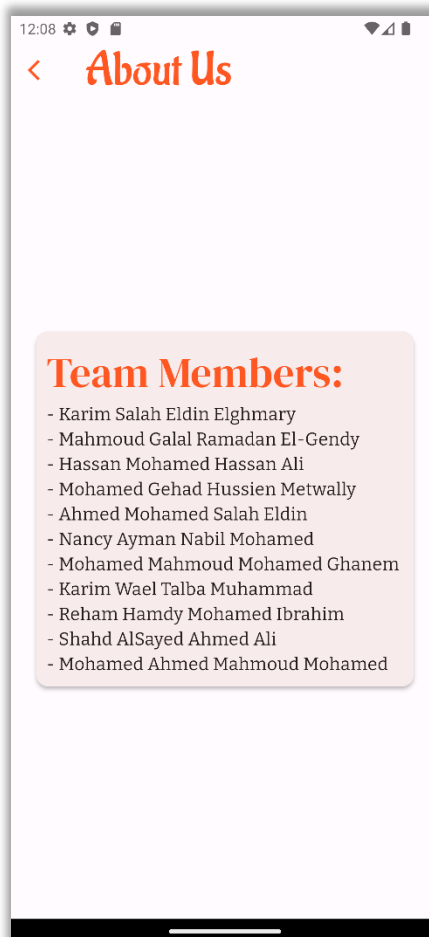 12:08
About Us
Team Members:
- Karim Salah Eldin Elghmary
- Mahmoud Galal Ramadan El-Gendy
- Hassan Mohamed Hassan Ali
- Mohamed Gehad Hussien Metwally
- Ahmed Mohamed Salah Eldin
- Nancy Ayman Nabil Mohamed
- Mohamed Mahmoud Mohamed Ghanem
- Karim Wael Talba Muhammad
- Reham Hamdy Mohamed Ibrahim
- Shahd AlSayed Ahmed Ali
- Mohamed Ahmed Mahmoud Mohamed